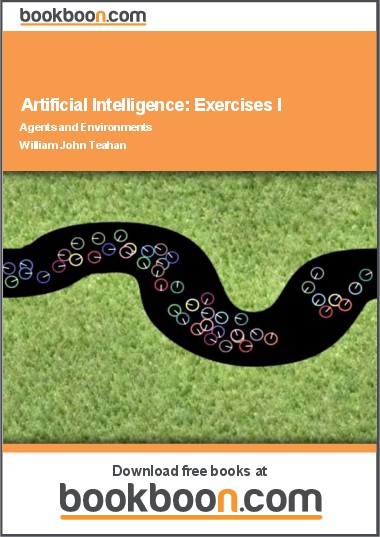 bookboon.com
Artificial Intelligence: Exercises I
Agents and Environments
William John Teahan
Download free books at
bookboon.com